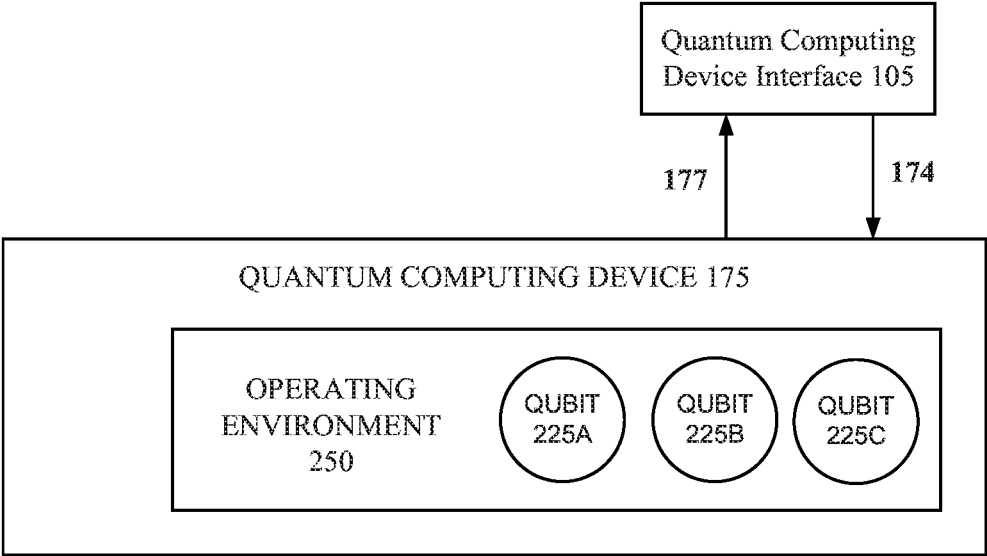 Quantum Computing
Device Interface 105
177
174
QUANTUM COMPUTING DEVICE 175
OPERATING
ENVIRONMENT
250
QUBIT
225A
QUBIT
225B
QUBIT
225C